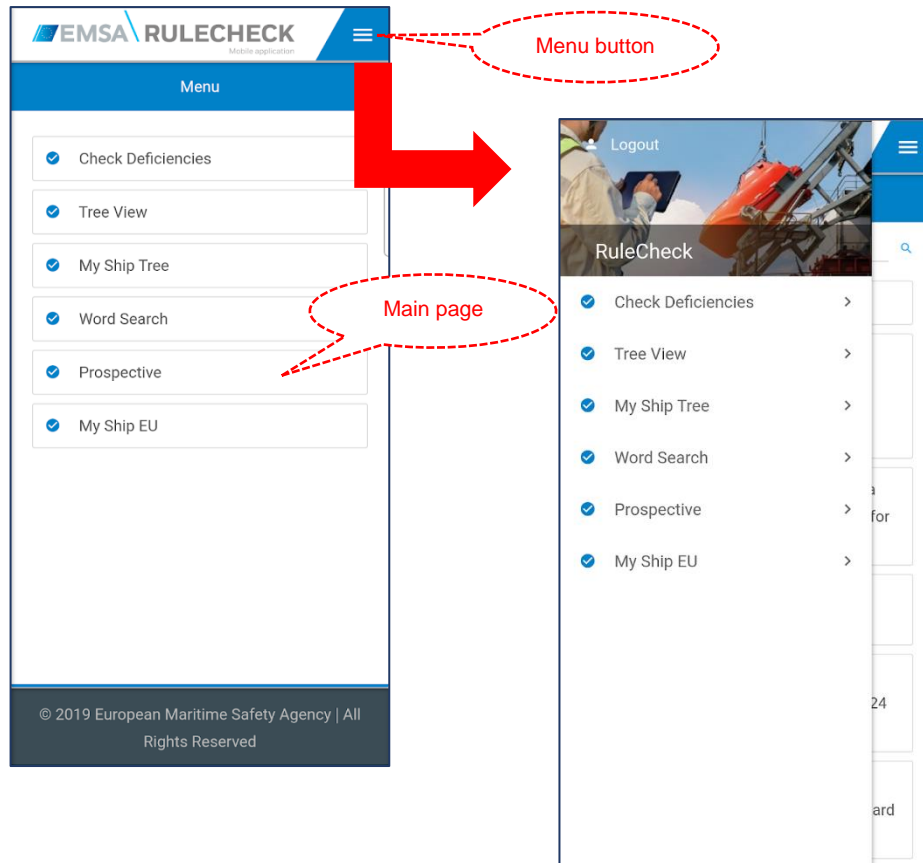 EMSA RULECHECK
Mobile application
Menu button
Menu
Check Deficiencies
Tree View
My Ship Tree
Word Search
Prospective
My Ship EU
Main page
© 2019 European Maritime Safety Agency | All
Rights Reserved
Logout
RuleCheck
Check Deficiencies
Tree View
My Ship Tree
Word Search
Prospective
My Ship EU
a
for
24
ard